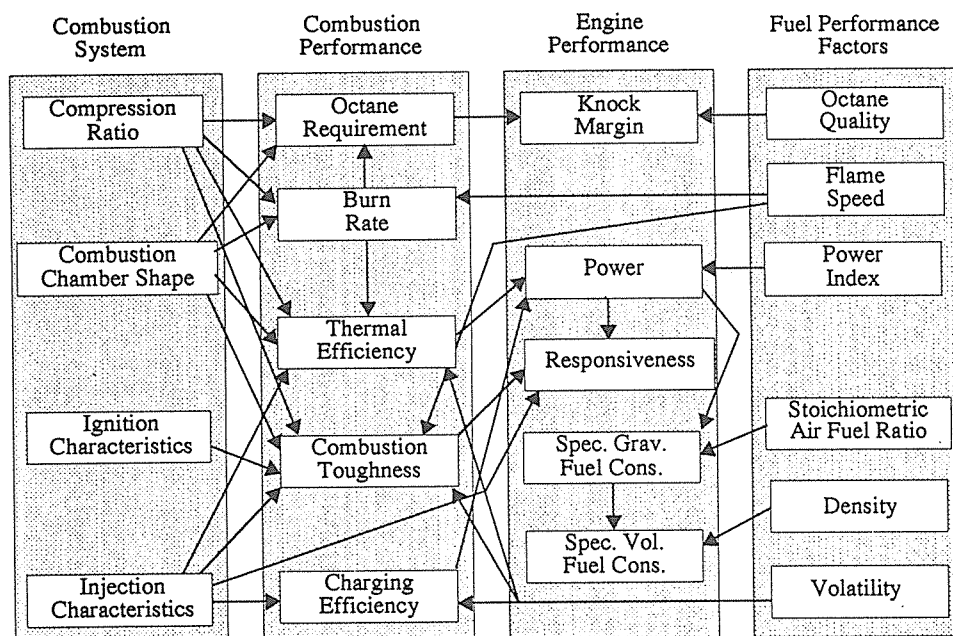 Combustion
System
Combustion
Performance
Engine
Performance
Fuel Performance
Factors
Compression
Ratio
Octane
Requirement
Knock
Margin
Octane
Quality
Burn
Rate
Flame
Speed
Combustion
Chamber Shape
Power
Power
Index
Thermal
Efficiency
Responsiveness
Ignition
Characteristics
Combustion
Toughness
Spec. Grav.
Fuel Cons.
Stoichiometric
Air Fuel Ratio
Density
Spec. Vol.
Fuel Cons.
Injection
Characteristics
Charging
Efficiency
Volatility